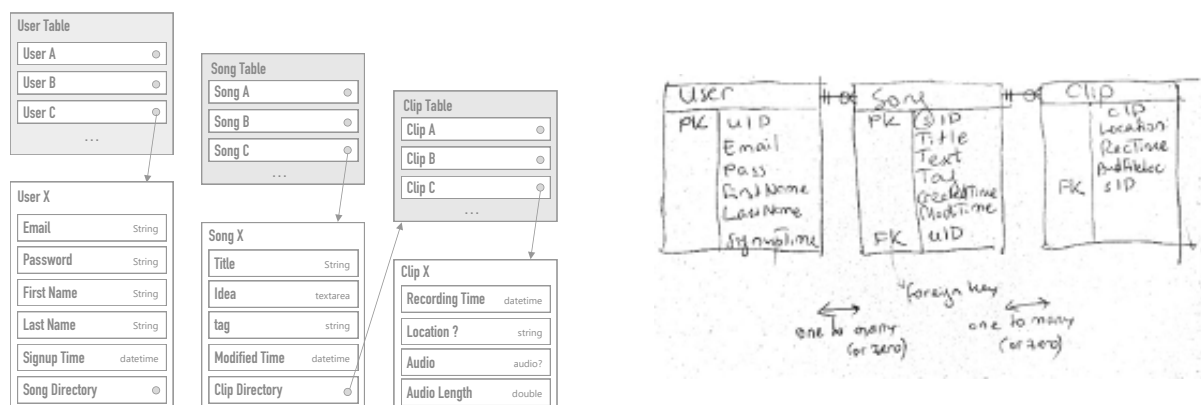 User Table
User A
User B
User C
...
User X
Email String
Password String
First Name String
Last Name String
Signup Time datetime
Song Directory
Song Table
Song A
Song B
Song C
...
Song X
Title String
Idea textarea
tag string
Modified Time datetime
Clip Directory
Clip Table
Clip A
Clip B
Clip C
...
Clip X
Recording Time datetime
Location ? string
Audio audio?
Audio Length double
User
PK uID
Email
Pass
FirstName
LastName
SignupTime
Song
PK SID
Title
Text
Tag
CreatedTime
ModTime
FK uID
Clip
cID
Location
RecTime
FK sID
foreign key
one to many
(or zero)
one to many
(or zero)